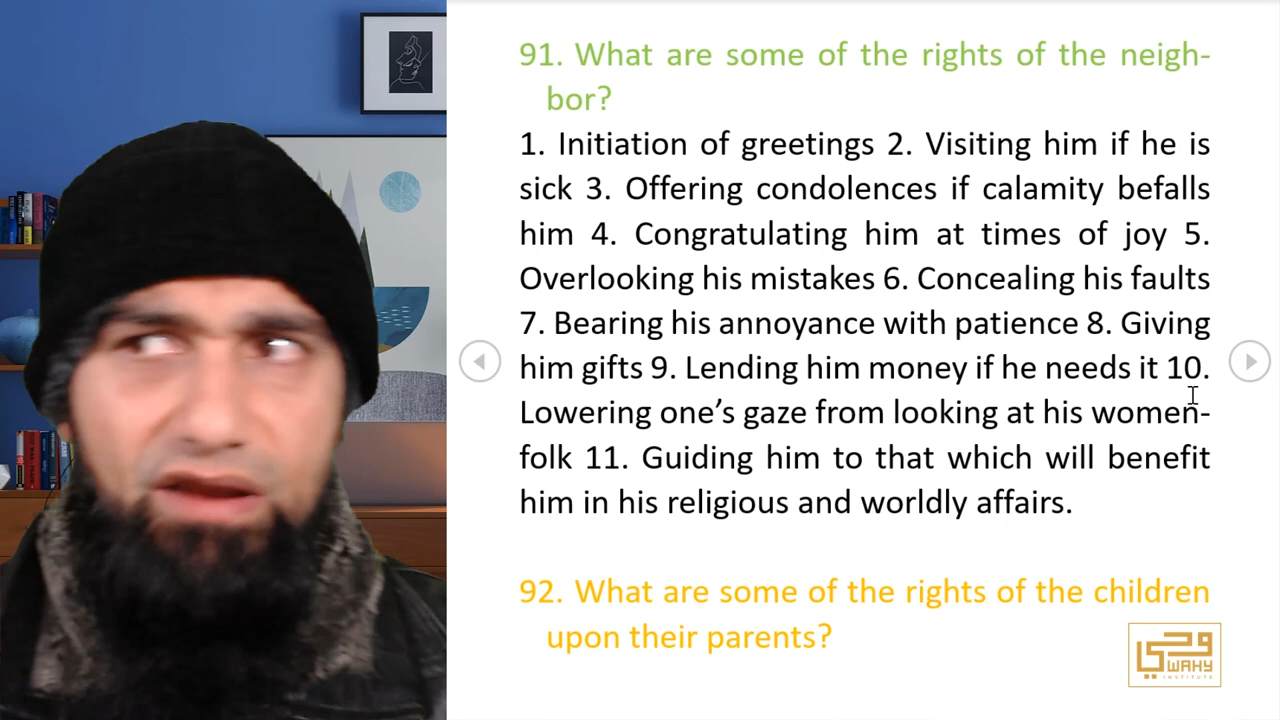 91. What are some of the rights of the neigh-
bor?
1. Initiation of greetings 2. Visiting him if he is
sick 3. Offering condolences if calamity befalls
him 4. Congratulating him at times of joy 5.
Overlooking his mistakes 6. Concealing his faults
7. Bearing his annoyance with patience 8. Giving
him gifts 9. Lending him money if he needs it 10.
Lowering one’s gaze from looking at his women-
folk 11. Guiding him to that which will benefit
him in his religious and worldly affairs.
92. What are some of the rights of the children
upon their parents?
وحي
WAHY
INSTITUTE